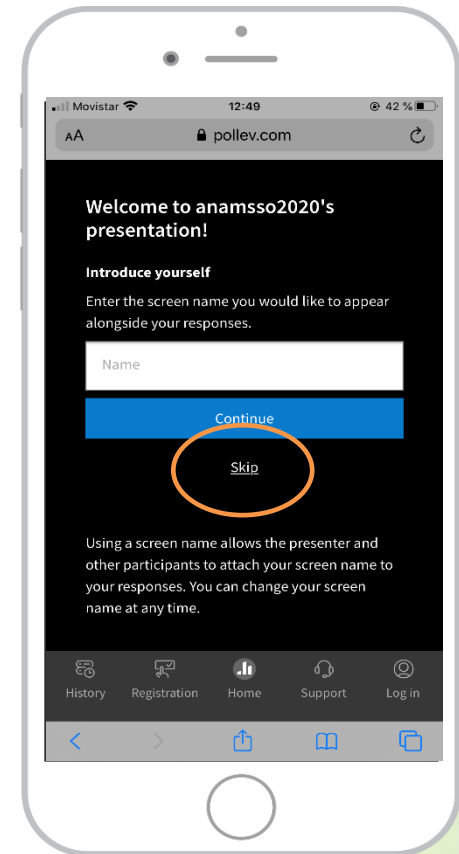 Movistar 12:49 42 %
AA pollev.com
Welcome to anamsso2020's
presentation!
Introduce yourself
Enter the screen name you would like to appear
alongside your responses.
Name
Continue
Skip
Using a screen name allows the presenter and
other participants to attach your screen name to
your responses. You can change your screen
name at any time.
History Registration Home Support Log in